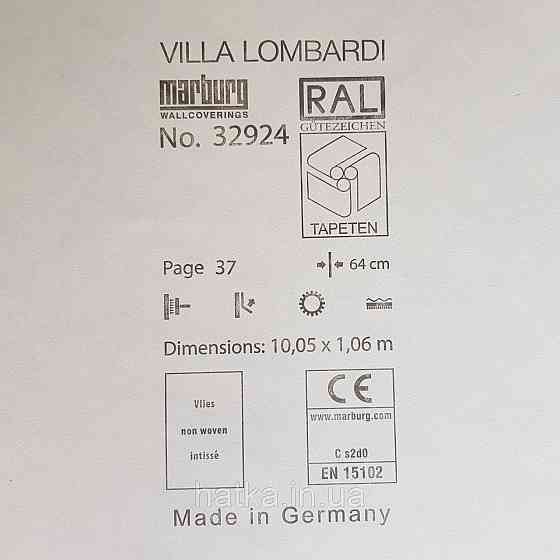 VILLA LOMBARDI
marburg
WALLCOVERINGS
RAL
GÜTEZEICHEN
No. 32924
TAPETEN
Page 37
64 cm
Dimensions: 10,05 x 1,06 m
Vlies
non woven
intissé
CE
www.marburg.com
C s2d0
EN 15102
hatka.in.ua
Made in Germany